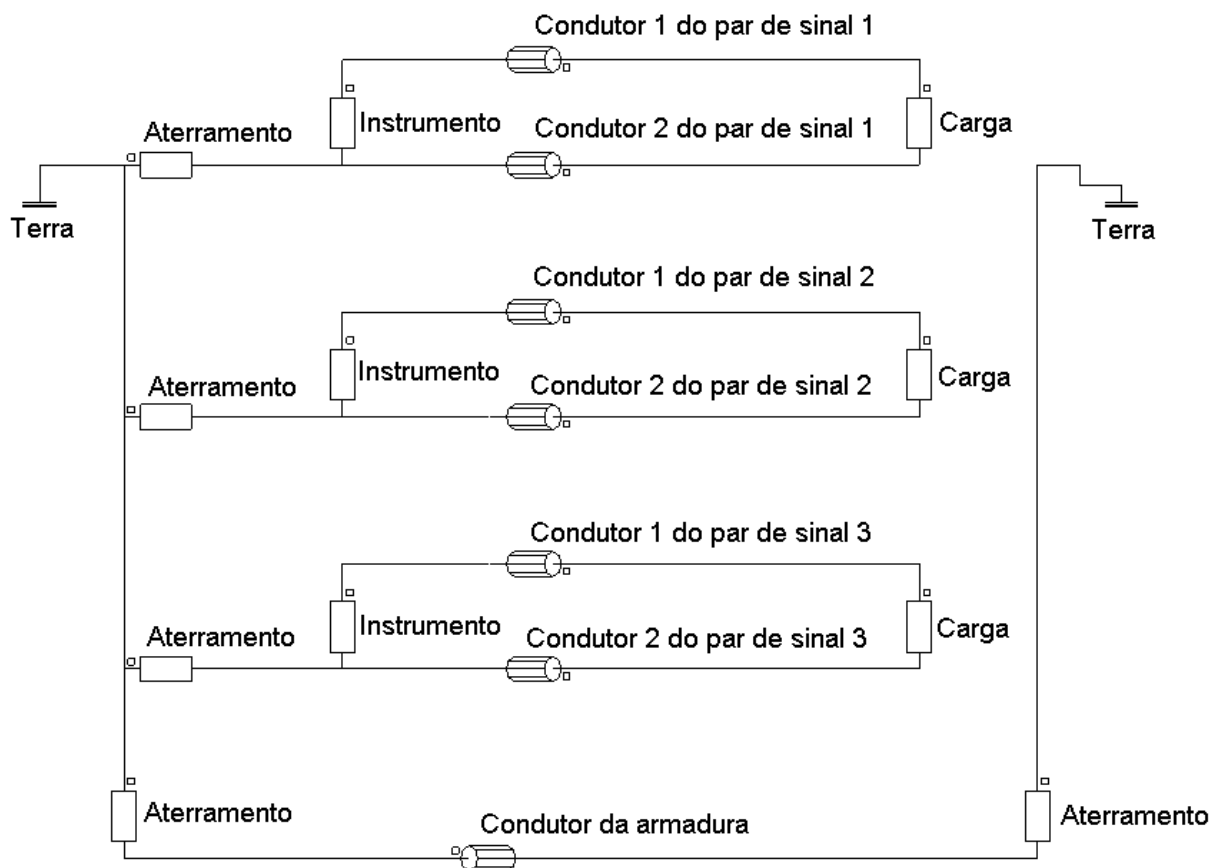 Condutor 1 do par de sinal 1
Aterramento
Instrumento
Condutor 2 do par de sinal 1
Carga
Terra
Terra
Condutor 1 do par de sinal 2
Aterramento
Instrumento
Condutor 2 do par de sinal 2
Carga
Condutor 1 do par de sinal 3
Aterramento
Instrumento
Condutor 2 do par de sinal 3
Carga
Aterramento
Condutor da armadura
Aterramento